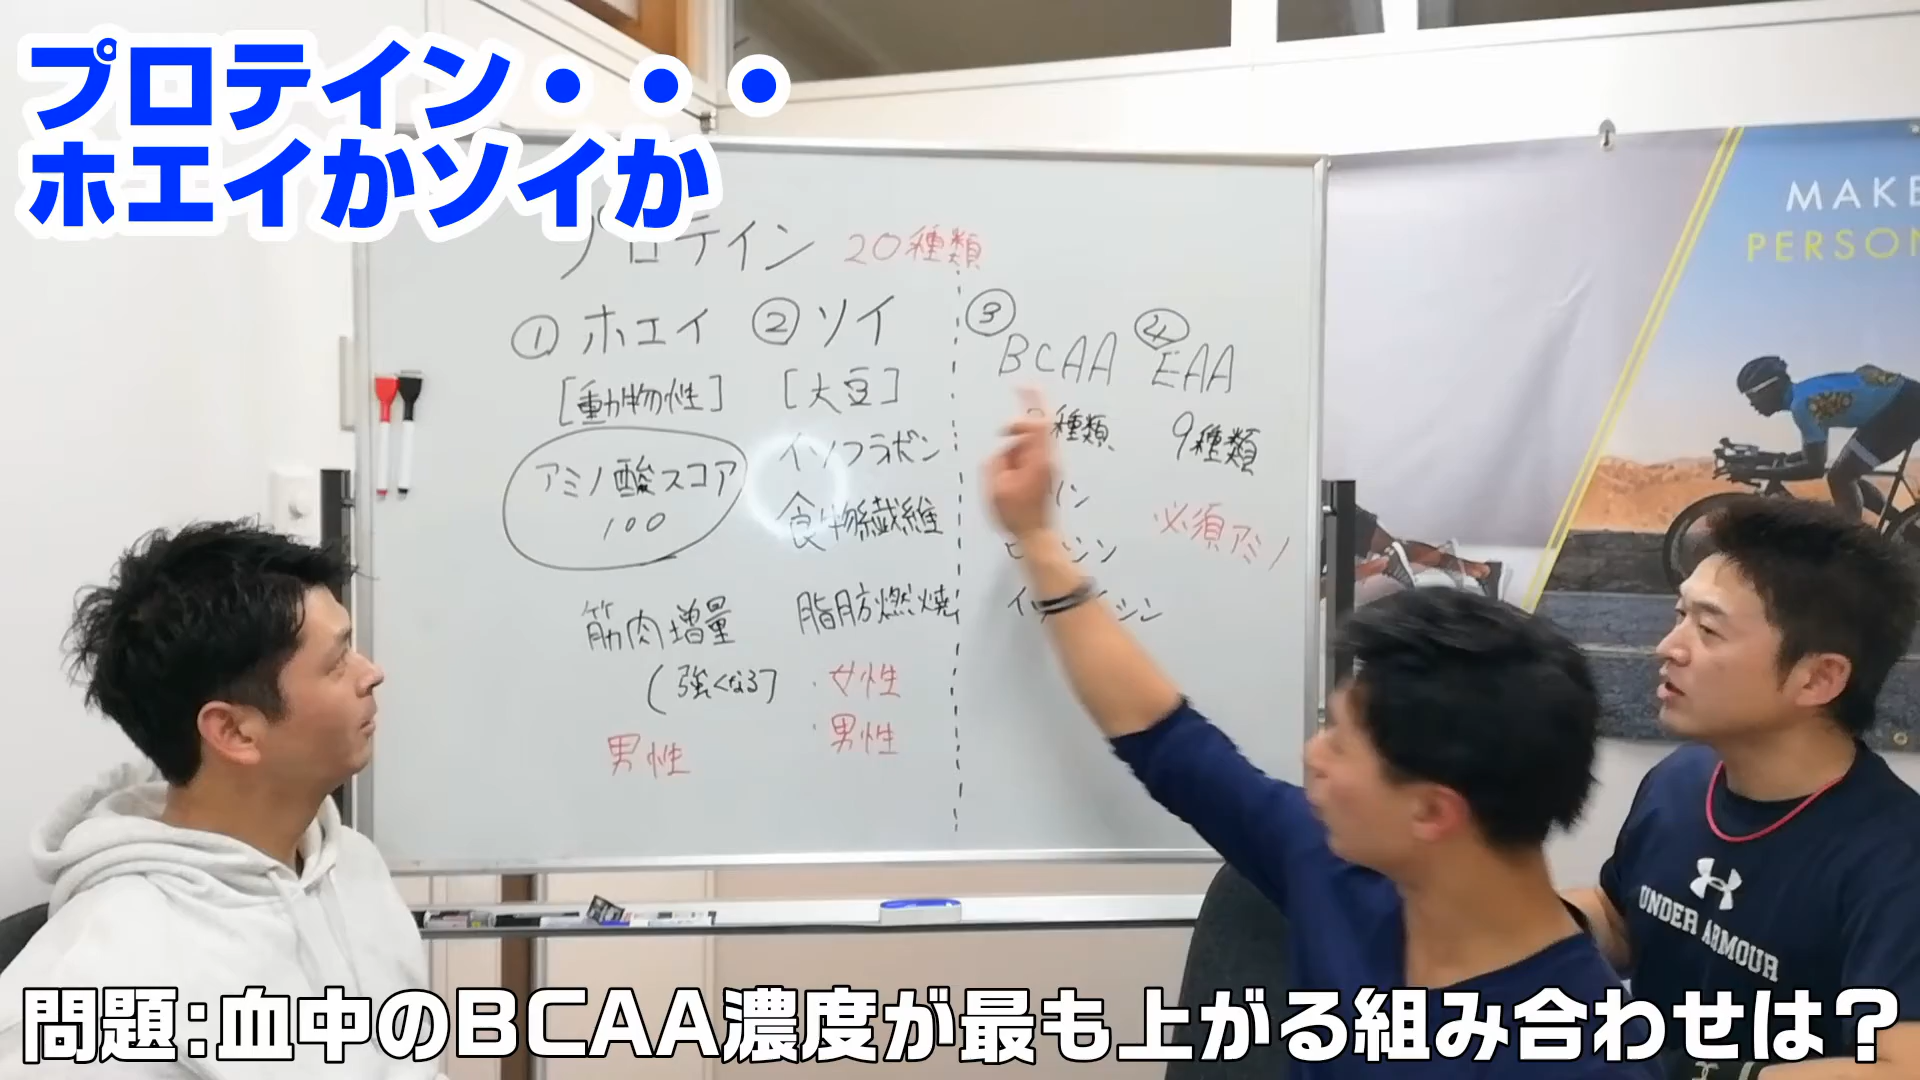 プロテイン・・・
ホエイかソイか
プロテイン 20種類
① ホエイ
[動物性]
アミノ酸スコア
100
筋肉増量
(強くなる)
男性
② ソイ
[大豆]
イソフラボン
食物繊維
脂肪燃焼
・女性
・男性
③
BCAA
種類
④
EAA
9種類
必須アミノ
MAKE
PERSON
UNDER ARMOUR
問題:血中のBCAA濃度が最も上がる組み合わせは?